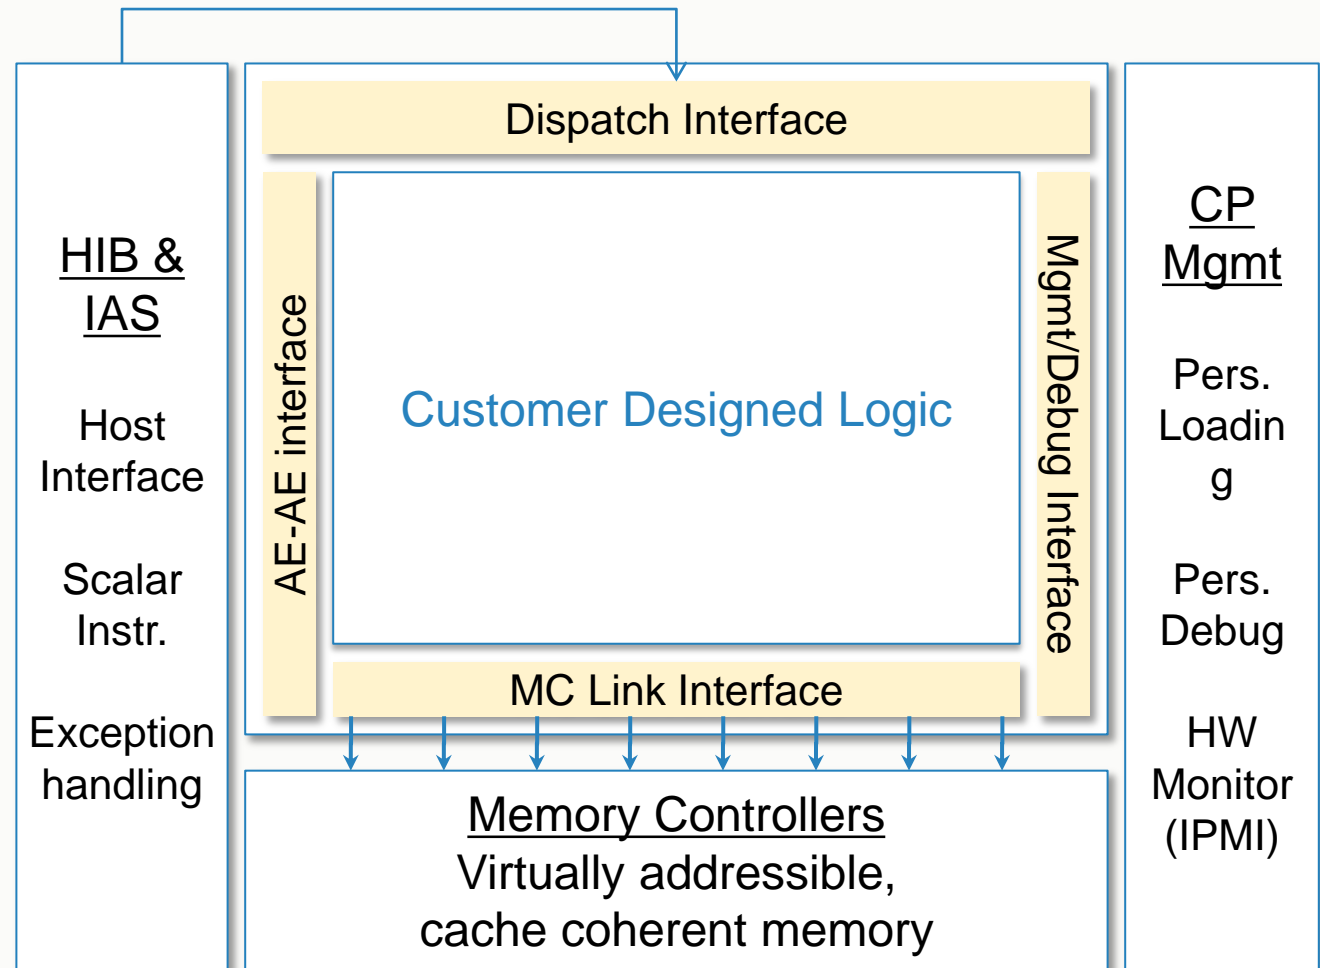 HIB &
IAS
Host
Interface
Scalar
Instr.
Exception
handling
Dispatch Interface
AE-AE interface
Customer Designed Logic
Mgmt/Debug Interface
MC Link Interface
Memory Controllers
Virtually addressible,
cache coherent memory
CP
Mgmt
Pers.
Loadin
g
Pers.
Debug
HW
Monitor
(IPMI)